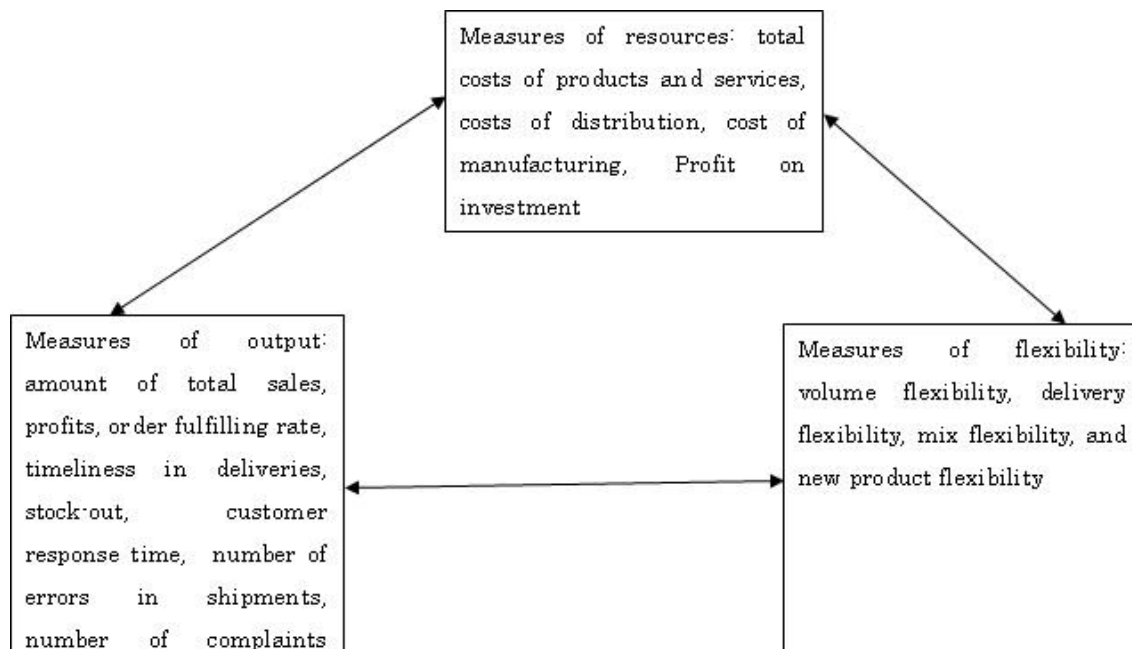 Measures of resources: total
costs of products and services,
costs of distribution, cost of
manufacturing, Profit on
investment
Measures of output:
amount of total sales,
profits, order fulfilling rate,
timeliness in deliveries,
stock-out, customer
response time, number of
errors in shipments,
number of complaints
Measures of flexibility:
volume flexibility, delivery
flexibility, mix flexibility, and
new product flexibility